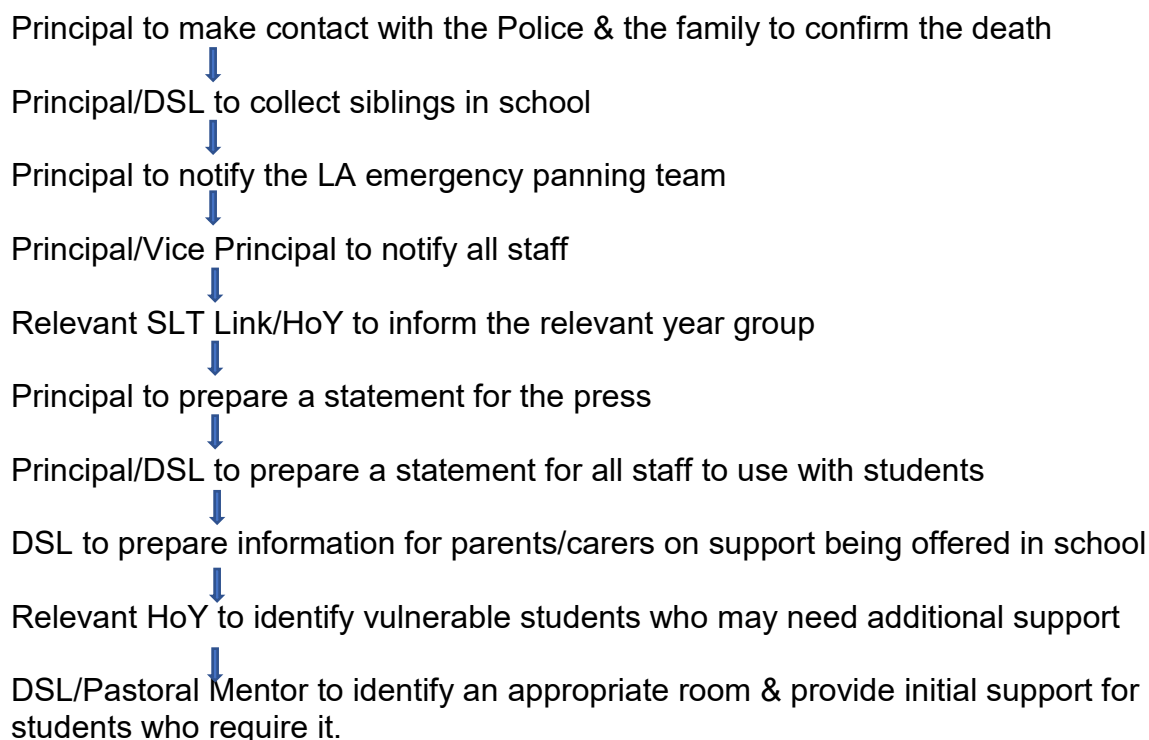 Principal to make contact with the Police & the family to confirm the death
Principal/DSL to collect siblings in school
Principal to notify the LA emergency panning team
Principal/Vice Principal to notify all staff
Relevant SLT Link/HoY to inform the relevant year group
Principal to prepare a statement for the press
Principal/DSL to prepare a statement for all staff to use with students
DSL to prepare information for parents/carers on support being offered in school
Relevant HoY to identify vulnerable students who may need additional support
DSL/Pastoral Mentor to identify an appropriate room & provide initial support for
students who require it.